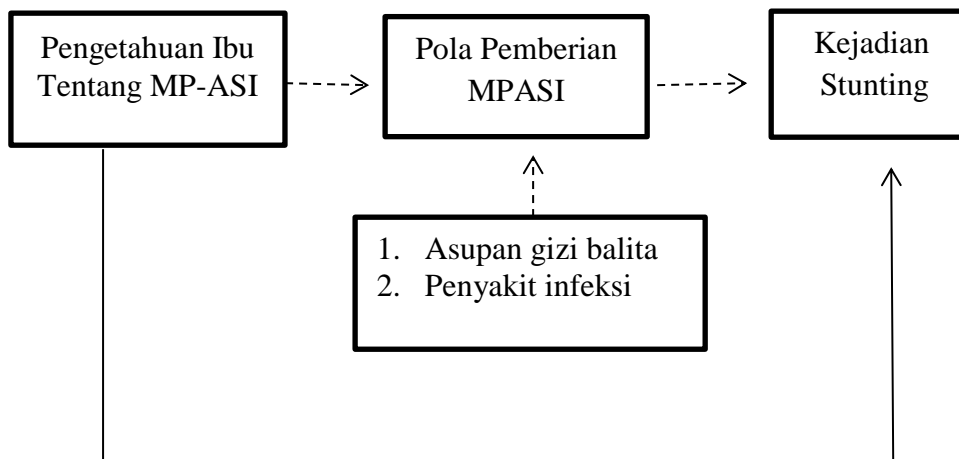 Pengetahuan Ibu
Tentang MP-ASI
Pola Pemberian
MPASI
Kejadian
Stunting
1. Asupan gizi balita
2. Penyakit infeksi